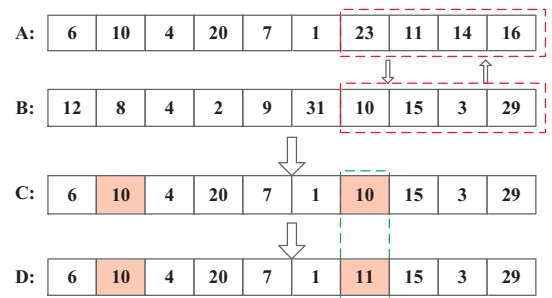 A: 6 10 4 20 7 1 23 11 14 16
B: 12 8 4 2 9 31 10 15 3 29
C: 6 10 4 20 7 1 10 15 3 29
D: 6 10 4 20 7 1 11 15 3 29